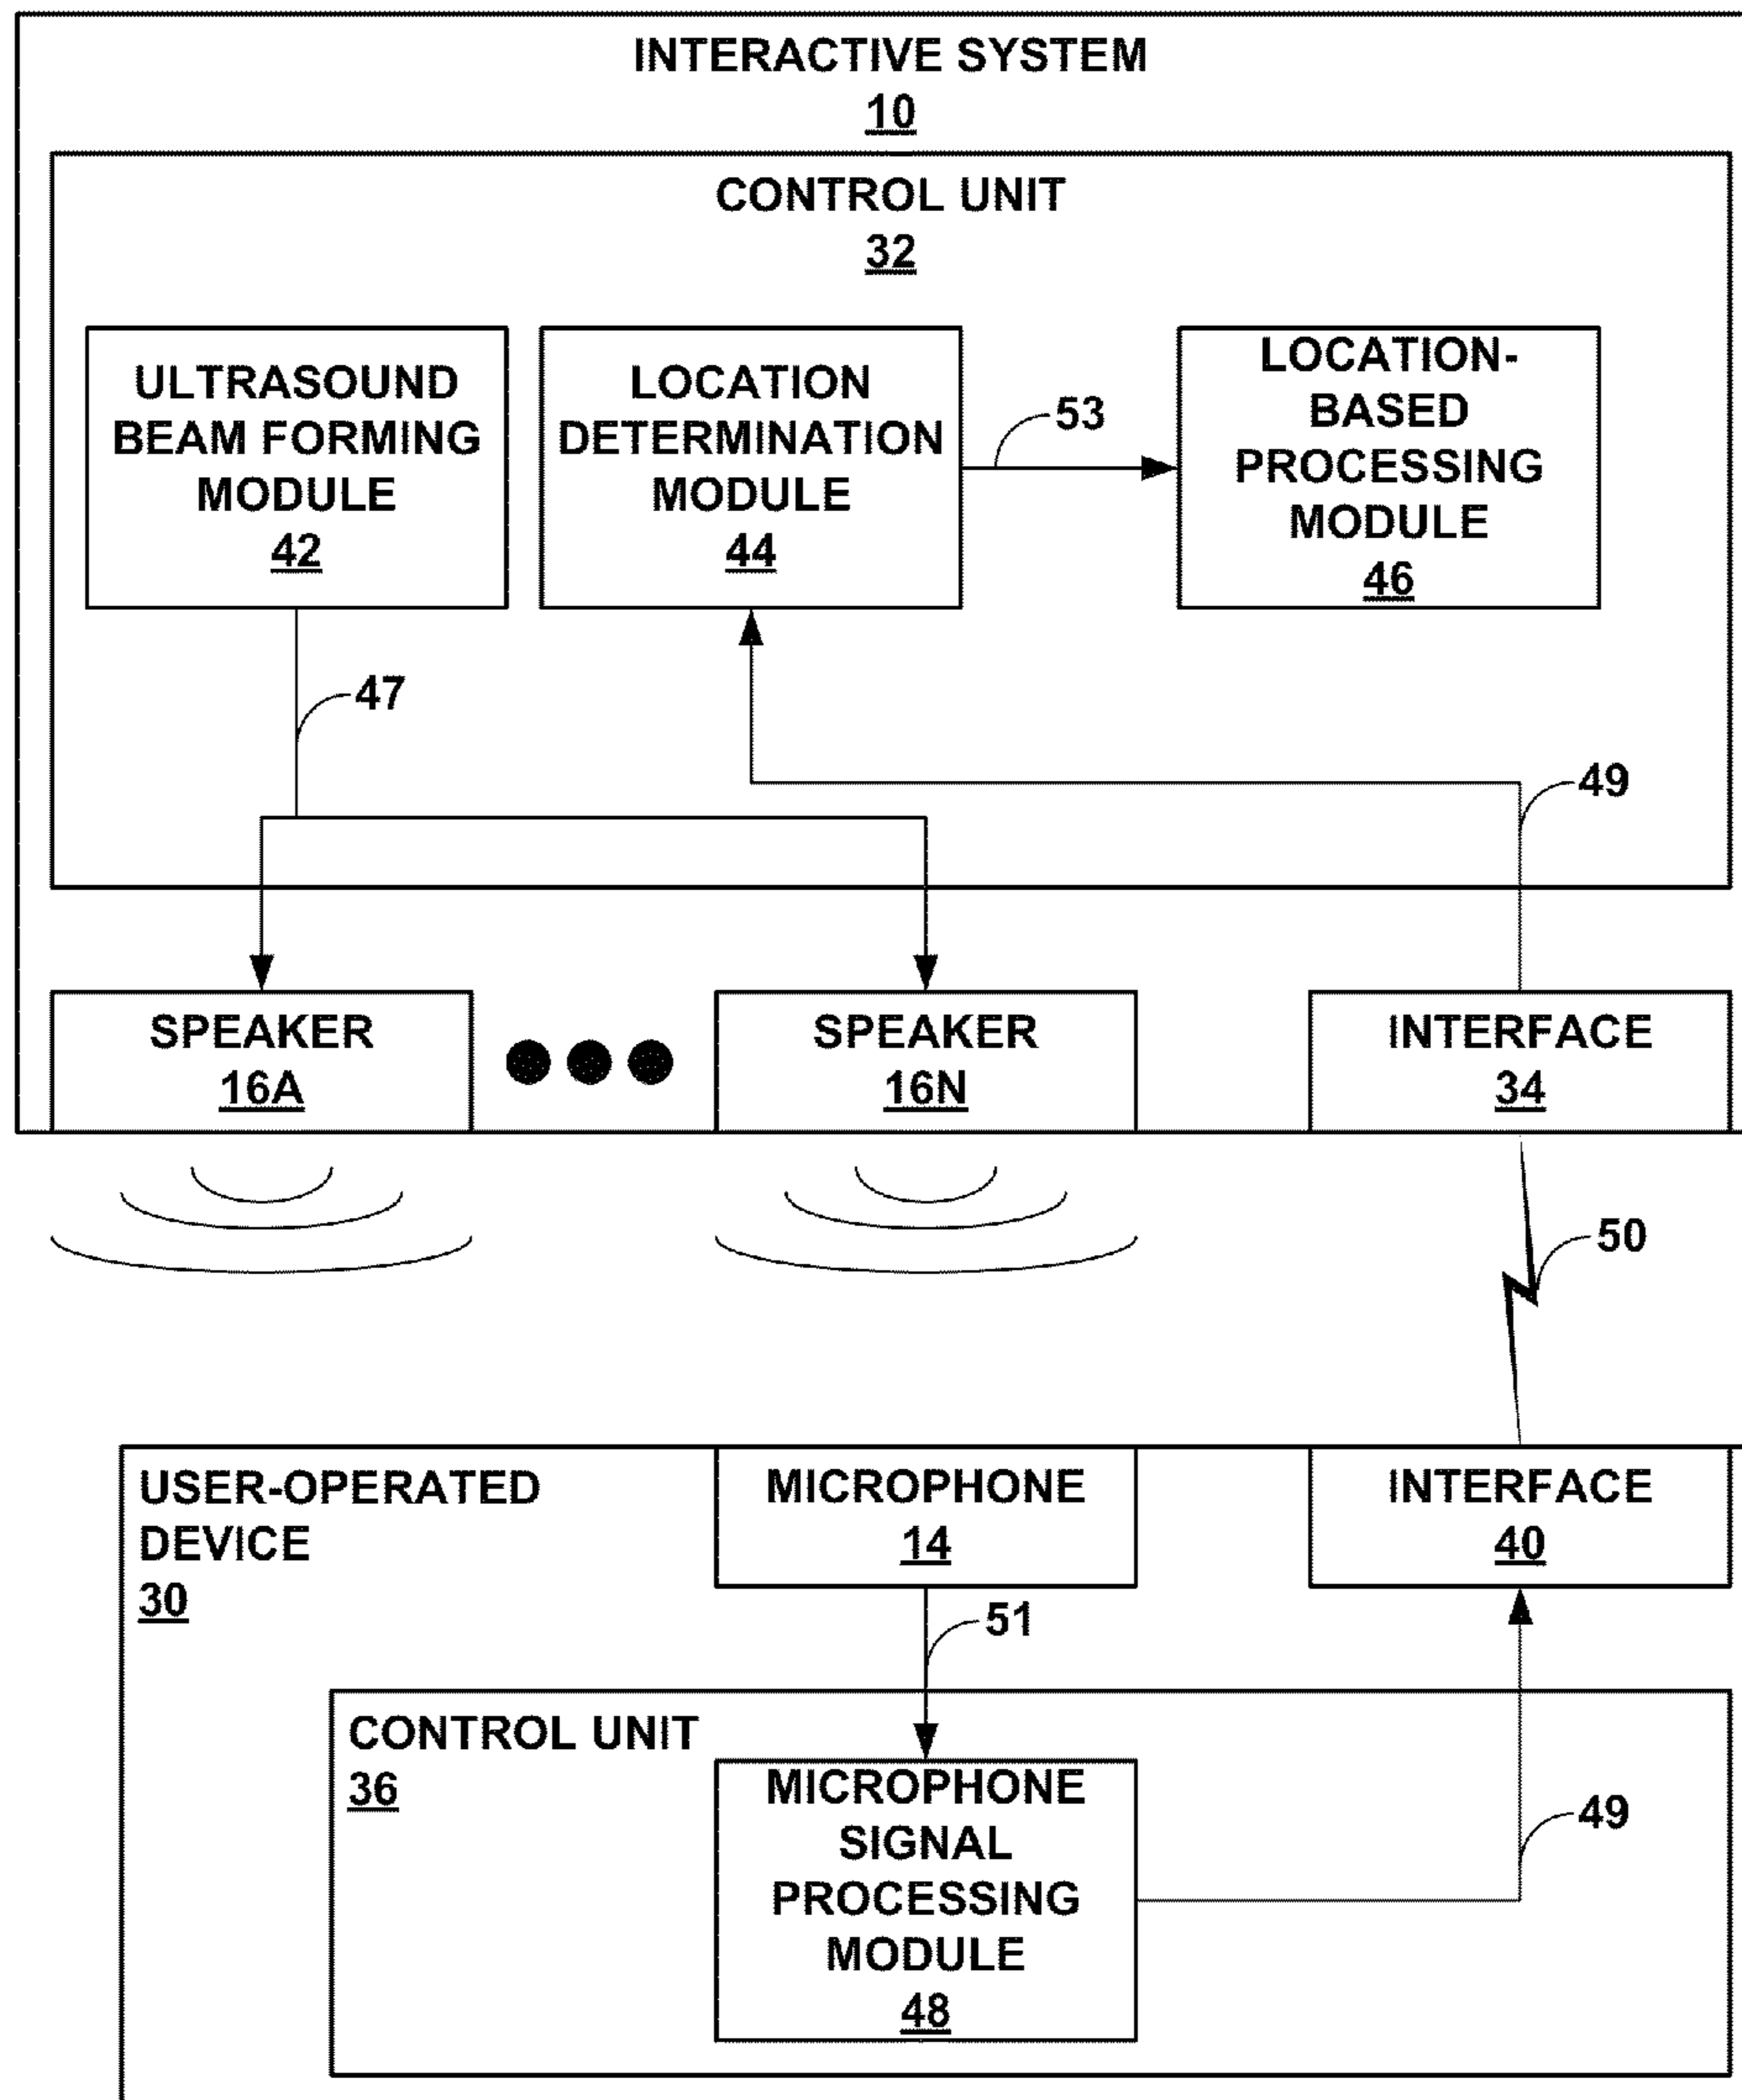 INTERACTIVE SYSTEM
10
CONTROL UNIT
32
ULTRASOUND
BEAM FORMING
MODULE
42
LOCATION
DETERMINATION
MODULE
44
53
LOCATION-
BASED
PROCESSING
MODULE
46
47
49
SPEAKER
16A
SPEAKER
16N
INTERFACE
34
50
USER-OPERATED
DEVICE
30
MICROPHONE
14
INTERFACE
40
51
CONTROL UNIT
36
MICROPHONE
SIGNAL
PROCESSING
MODULE
48
49